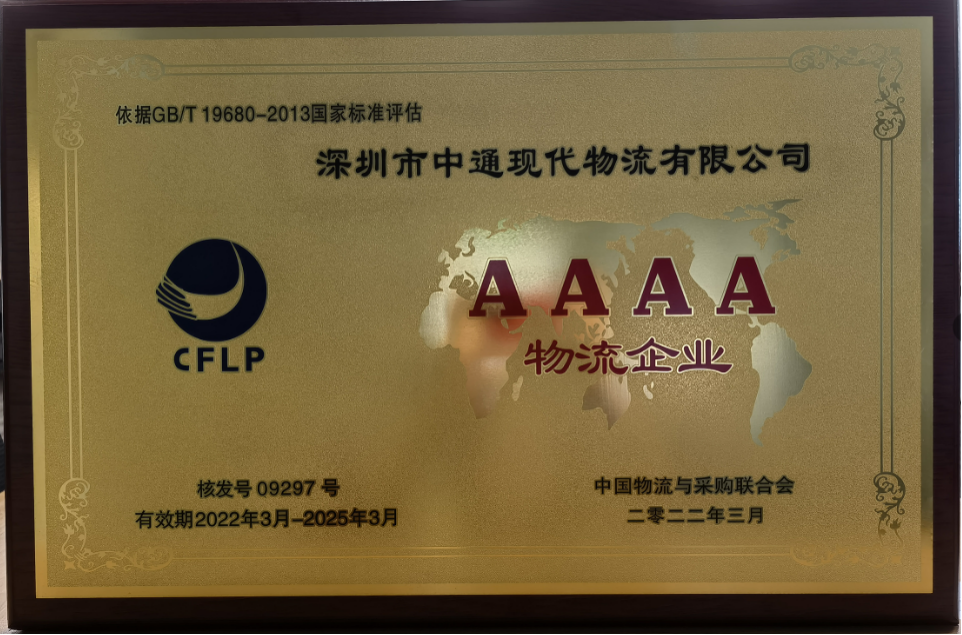 依据GB/T 19680-2013国家标准评估
深圳市中通现代物流有限公司
AAAA
物流企业
CFLP
核发号 09297 号
有效期2022年3月-2025年3月
中国物流与采购联合会
二零二二年三月